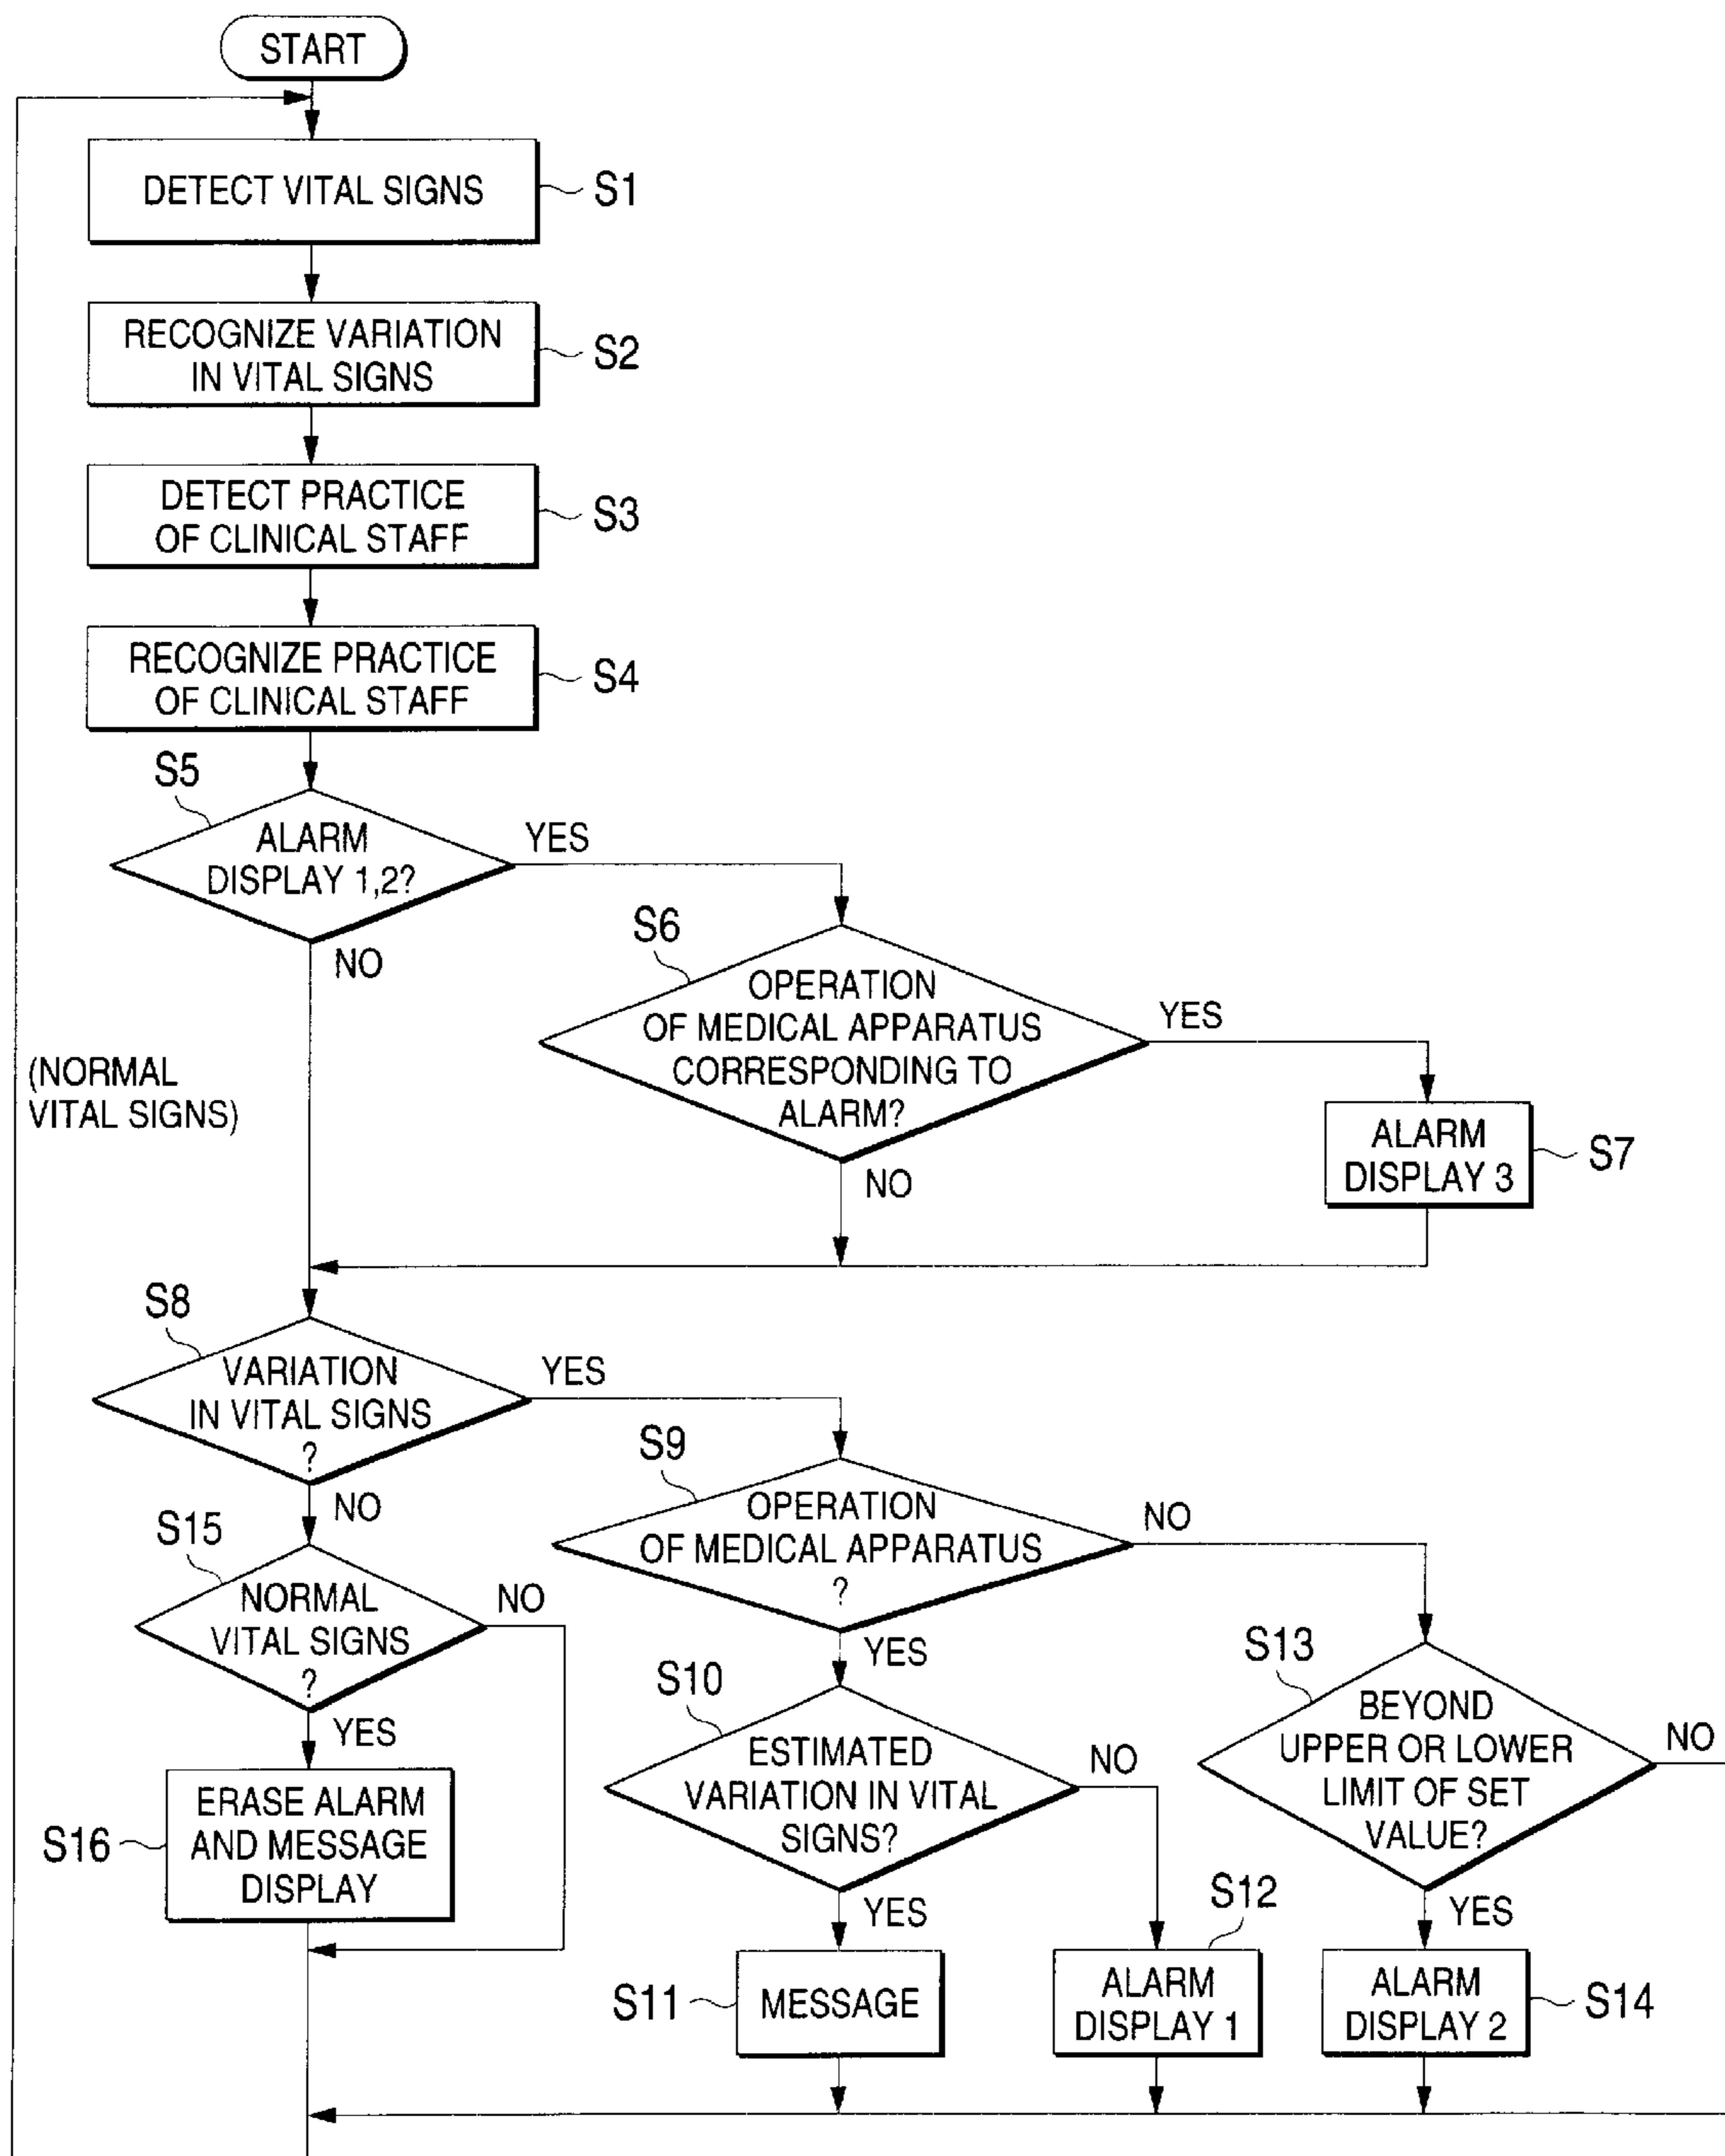 START
DETECT VITAL SIGNS
S1
RECOGNIZE VARIATION
IN VITAL SIGNS
S2
DETECT PRACTICE
OF CLINICAL STAFF
S3
RECOGNIZE PRACTICE
OF CLINICAL STAFF
S4
S5
ALARM
DISPLAY 1,2?
YES
NO
S6
OPERATION
OF MEDICAL APPARATUS
CORRESPONDING TO
ALARM?
YES
NO
(NORMAL
VITAL SIGNS)
ALARM
DISPLAY 3
S7
S8
VARIATION
IN VITAL SIGNS
?
YES
NO
S9
OPERATION
OF MEDICAL APPARATUS
?
NO
YES
S15
NORMAL
VITAL SIGNS
?
NO
YES
S10
ESTIMATED
VARIATION IN VITAL
SIGNS?
NO
YES
S13
BEYOND
UPPER OR LOWER
LIMIT OF SET
VALUE?
NO
YES
S16
ERASE ALARM
AND MESSAGE
DISPLAY
S11
MESSAGE
S12
ALARM
DISPLAY 1
ALARM
DISPLAY 2
S14